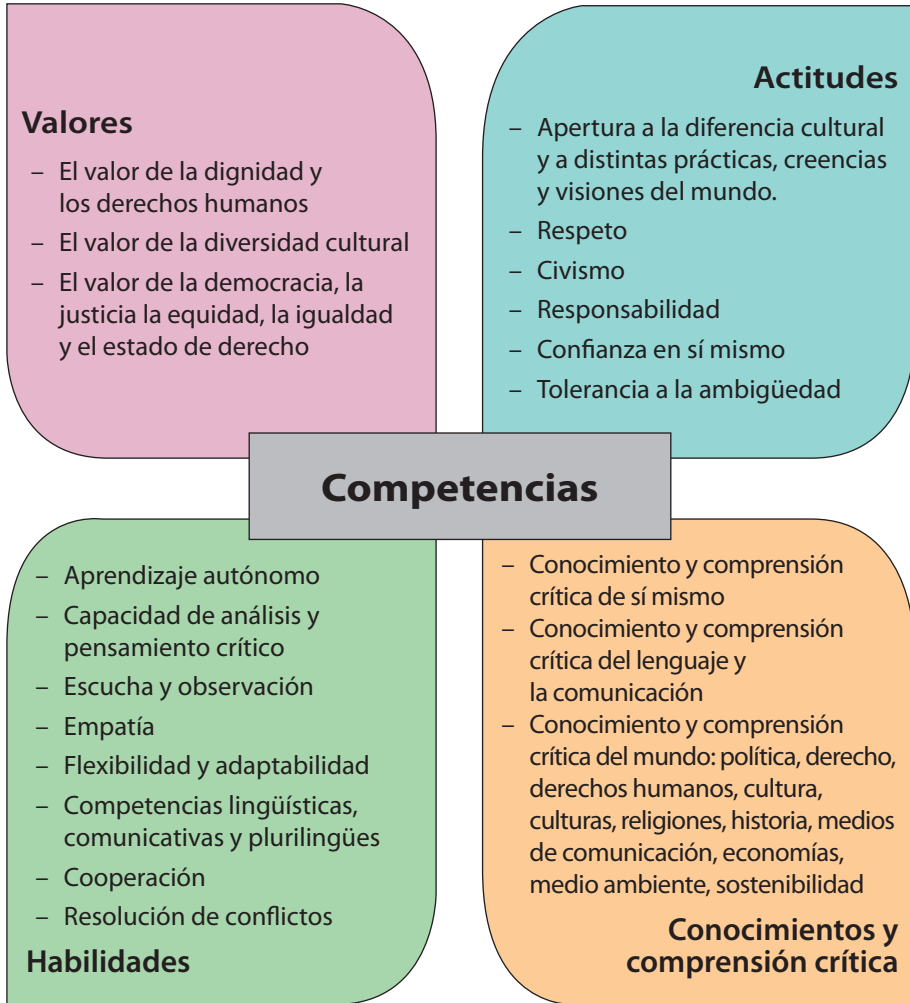 Valores
– El valor de la dignidad y
los derechos humanos
– El valor de la diversidad cultural
– El valor de la democracia, la
justicia la equidad, la igualdad
y el estado de derecho
Actitudes
– Apertura a la diferencia cultural
y a distintas prácticas, creencias
y visiones del mundo.
– Respeto
– Civismo
– Responsabilidad
– Confianza en sí mismo
– Tolerancia a la ambigüedad
Competencias
– Aprendizaje autónomo
– Capacidad de análisis y
pensamiento crítico
– Escucha y observación
– Empatía
– Flexibilidad y adaptabilidad
– Competencias lingüísticas,
comunicativas y plurilingües
– Cooperación
– Resolución de conflictos
Habilidades
– Conocimiento y comprensión
crítica de sí mismo
– Conocimiento y comprensión
crítica del lenguaje y
la comunicación
– Conocimiento y comprensión
crítica del mundo: política, derecho,
derechos humanos, cultura,
culturas, religiones, historia, medios
de comunicación, economías,
medio ambiente, sostenibilidad
Conocimientos y
comprensión crítica